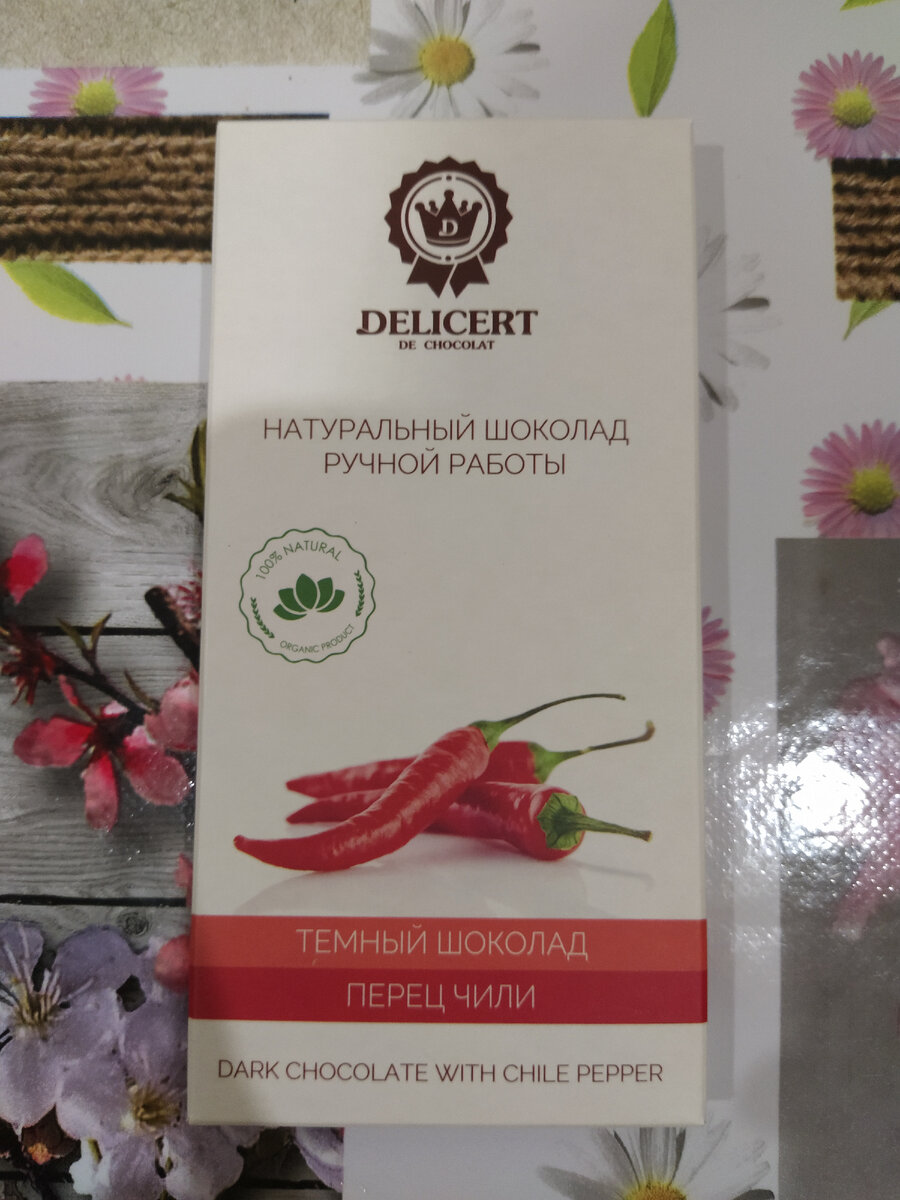 D
DELICERT
DE CHOCOLAT
НАТУРАЛЬНЫЙ ШОКОЛАД
РУЧНОЙ РАБОТЫ
100% NATURAL
ORGANIC PRODUCT
ТЕМНЫЙ ШОКОЛАД
ПЕРЕЦ ЧИЛИ
DARK CHOCOLATE WITH CHILE PEPPER